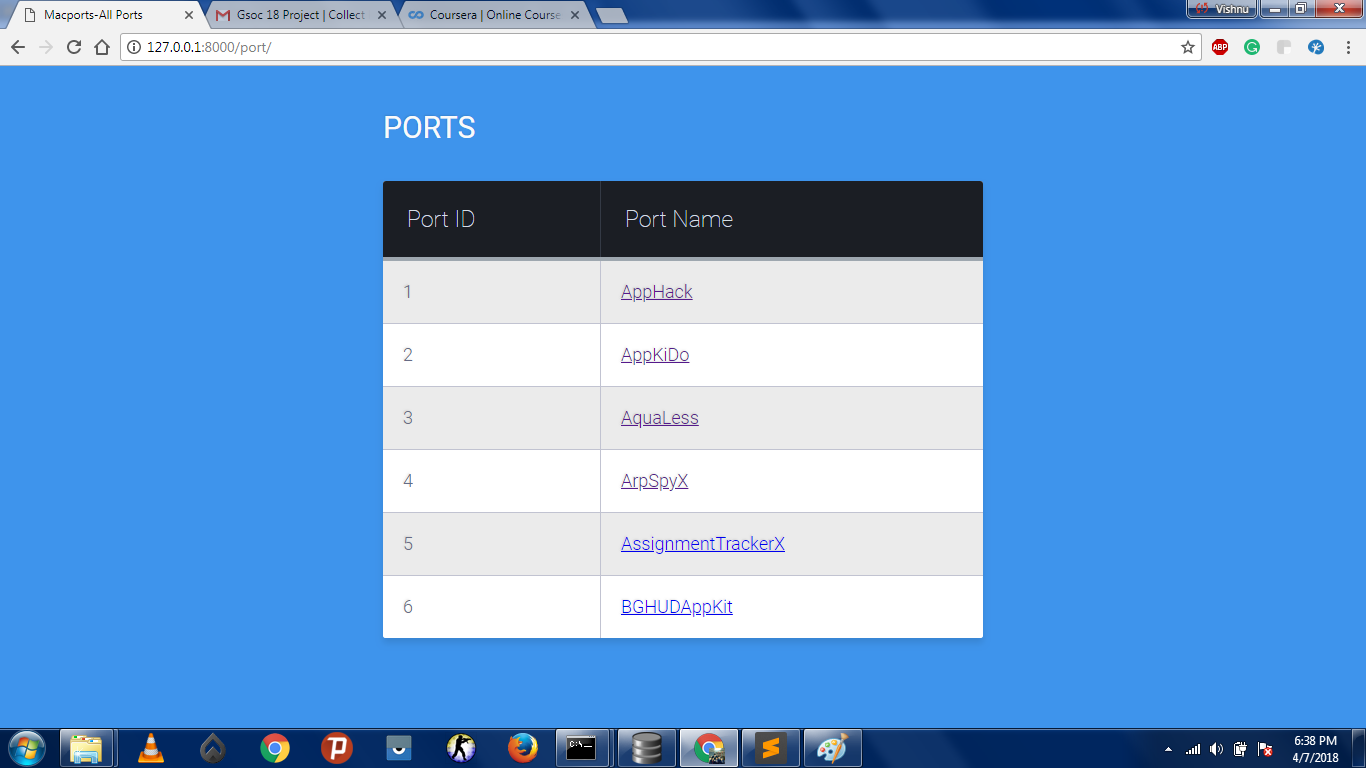 Macports-All Ports
Gsoc 18 Project | Collect
Coursera | Online Course
Vishnu
127.0.0.1:8000/port/
ABP
PORTS
Port ID Port Name
1 AppHack
2 AppKiDo
3 AquaLess
4 ArpSpyX
5 AssignmentTrackerX
6 BGHUDAppKit
C:\
6:38 PM
4/7/2018